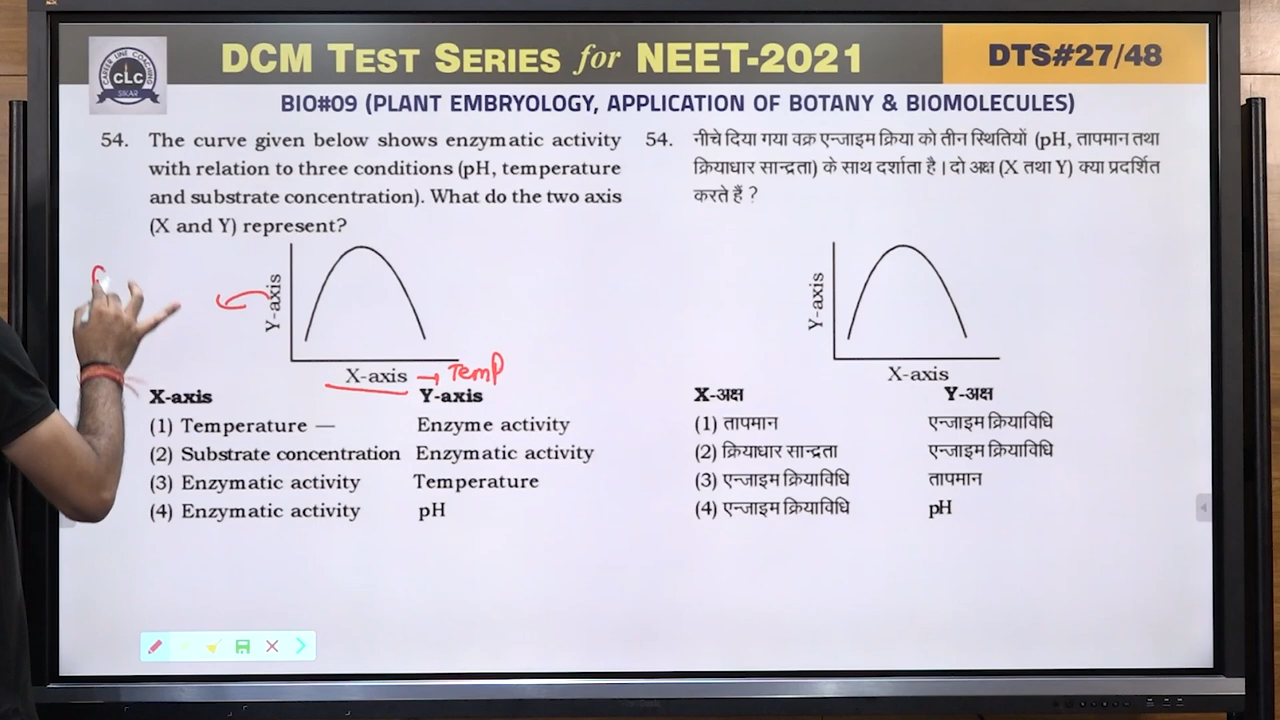 DCM TEST SERIES for NEET-2021
DTS#27/48
CAREER LINE COACHING
CLC
SIKAR
BIO#09 (PLANT EMBRYOLOGY, APPLICATION OF BOTANY & BIOMOLECULES)
54. The curve given below shows enzymatic activity
with relation to three conditions (pH, temperature
and substrate concentration). What do the two axis
(X and Y) represent?
Y-axis
X-axis → Temp
X-axis Y-axis
(1) Temperature — Enzyme activity
(2) Substrate concentration Enzymatic activity
(3) Enzymatic activity Temperature
(4) Enzymatic activity pH
54. नीचे दिया गया वक्र एन्जाइम क्रिया को तीन स्थितियों (pH, तापमान तथा
क्रियाधार सान्द्रता) के साथ दर्शाता है। दो अक्ष (X तथा Y) क्या प्रदर्शित
करते हैं ?
Y-axis
X-axis
X-अक्ष Y-अक्ष
(1) तापमान एन्जाइम क्रियाविधि
(2) क्रियाधार सान्द्रता एन्जाइम क्रियाविधि
(3) एन्जाइम क्रियाविधि तापमान
(4) एन्जाइम क्रियाविधि pH